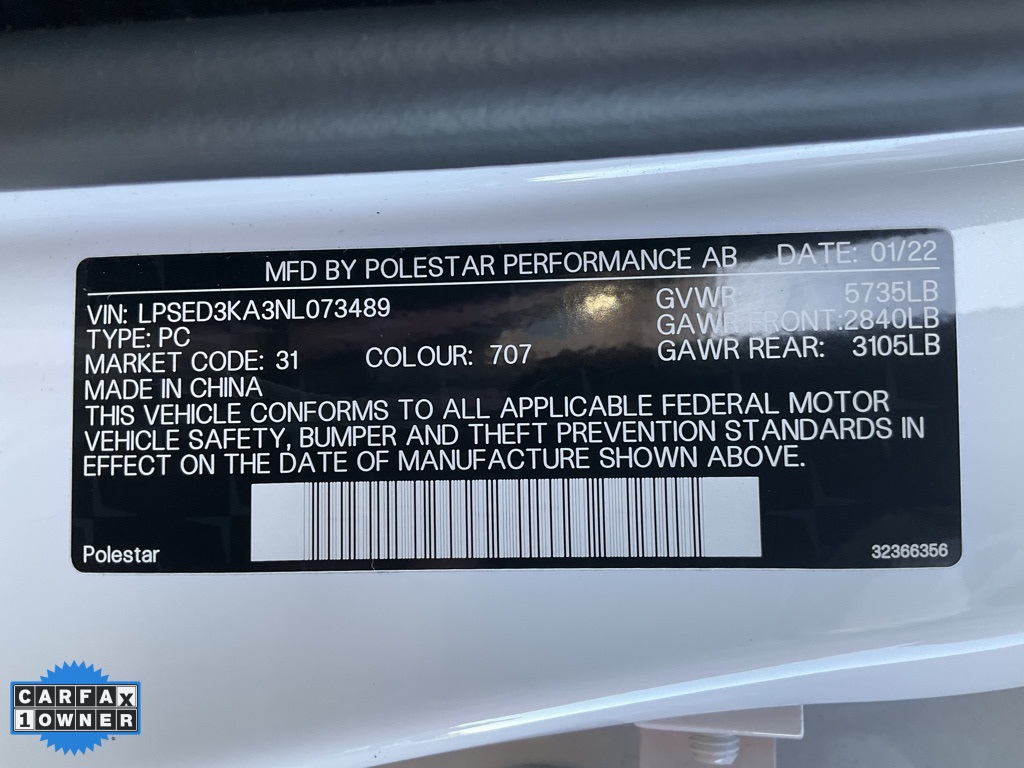 MFD BY POLESTAR PERFORMANCE AB DATE: 01/22
VIN: LPSED3KA3NL073489 GVWR: 5735LB
TYPE: PC GAWR FRONT:2840LB
MARKET CODE: 31 COLOUR: 707 GAWR REAR: 3105LB
MADE IN CHINA
THIS VEHICLE CONFORMS TO ALL APPLICABLE FEDERAL MOTOR
VEHICLE SAFETY, BUMPER AND THEFT PREVENTION STANDARDS IN
EFFECT ON THE DATE OF MANUFACTURE SHOWN ABOVE.
Polestar 32366356
CARFAX
1 OWNER